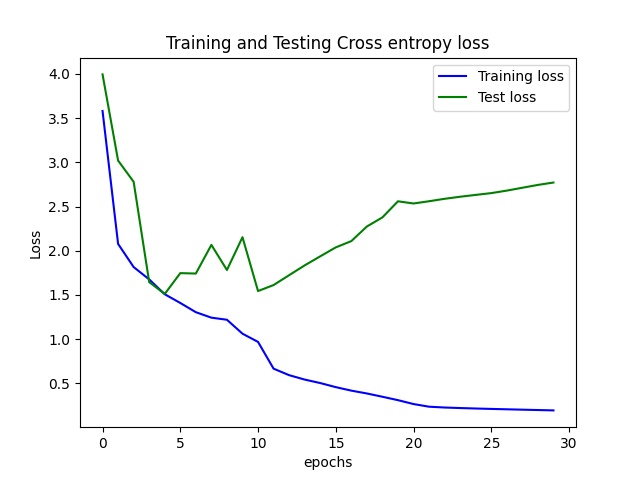 Training and Testing Cross entropy loss
Training loss
Test loss
Loss
4.0
3.5
3.0
2.5
2.0
1.5
1.0
0.5
0 5 10 15 20 25 30
epochs